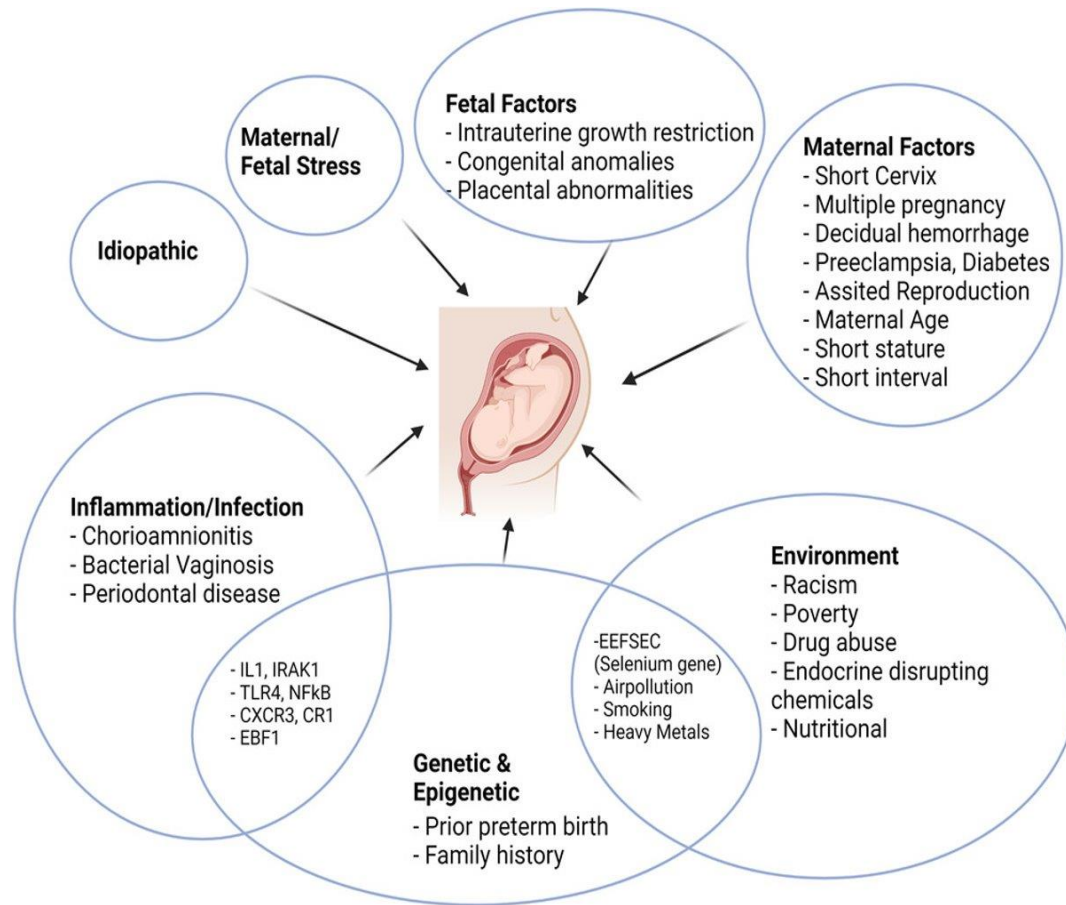 Fetal Factors
- Intrauterine growth restriction
- Congenital anomalies
- Placental abnormalities
Maternal/
Fetal Stress
Maternal Factors
- Short Cervix
- Multiple pregnancy
- Decidual hemorrhage
- Preeclampsia, Diabetes
- Assited Reproduction
- Maternal Age
- Short stature
- Short interval
Idiopathic
Inflammation/Infection
- Chorioamnionitis
- Bacterial Vaginosis
- Periodontal disease
- IL1, IRAK1
- TLR4, NFkB
- CXCR3, CR1
- EBF1
Genetic &
Epigenetic
- Prior preterm birth
- Family history
-EEFSEC
(Selenium gene)
- Airpollution
- Smoking
- Heavy Metals
Environment
- Racism
- Poverty
- Drug abuse
- Endocrine disrupting
chemicals
- Nutritional